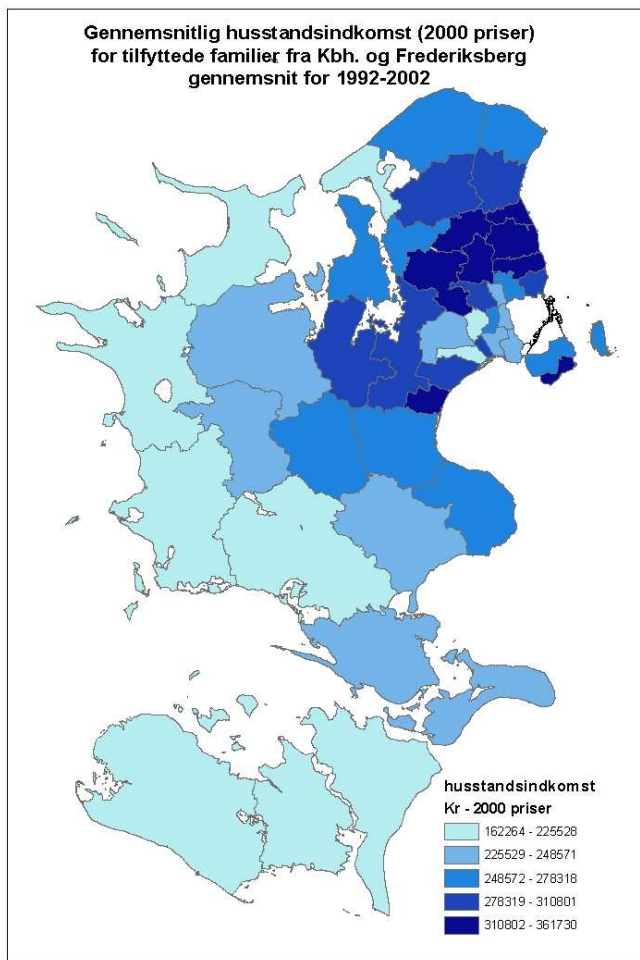 Gennemsnitlig husstandsindkomst (2000 priser)
for tilfyttede familier fra Kbh. og Frederiksberg
gennemsnit for 1992-2002
husstandsindkomst
Kr - 2000 priser
162264 - 225528
225529 - 248571
248572 - 278318
278319 - 310801
310802 - 361730